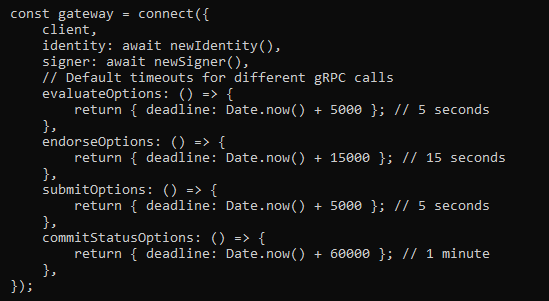 const gateway = connect({
    client,
    identity: await newIdentity(),
    signer: await newSigner(),
    // Default timeouts for different gRPC calls
    evaluateOptions: () => {
        return { deadline: Date.now() + 5000 }; // 5 seconds
    },
    endorseOptions: () => {
        return { deadline: Date.now() + 15000 }; // 15 seconds
    },
    submitOptions: () => {
        return { deadline: Date.now() + 5000 }; // 5 seconds
    },
    commitStatusOptions: () => {
        return { deadline: Date.now() + 60000 }; // 1 minute
    },
});